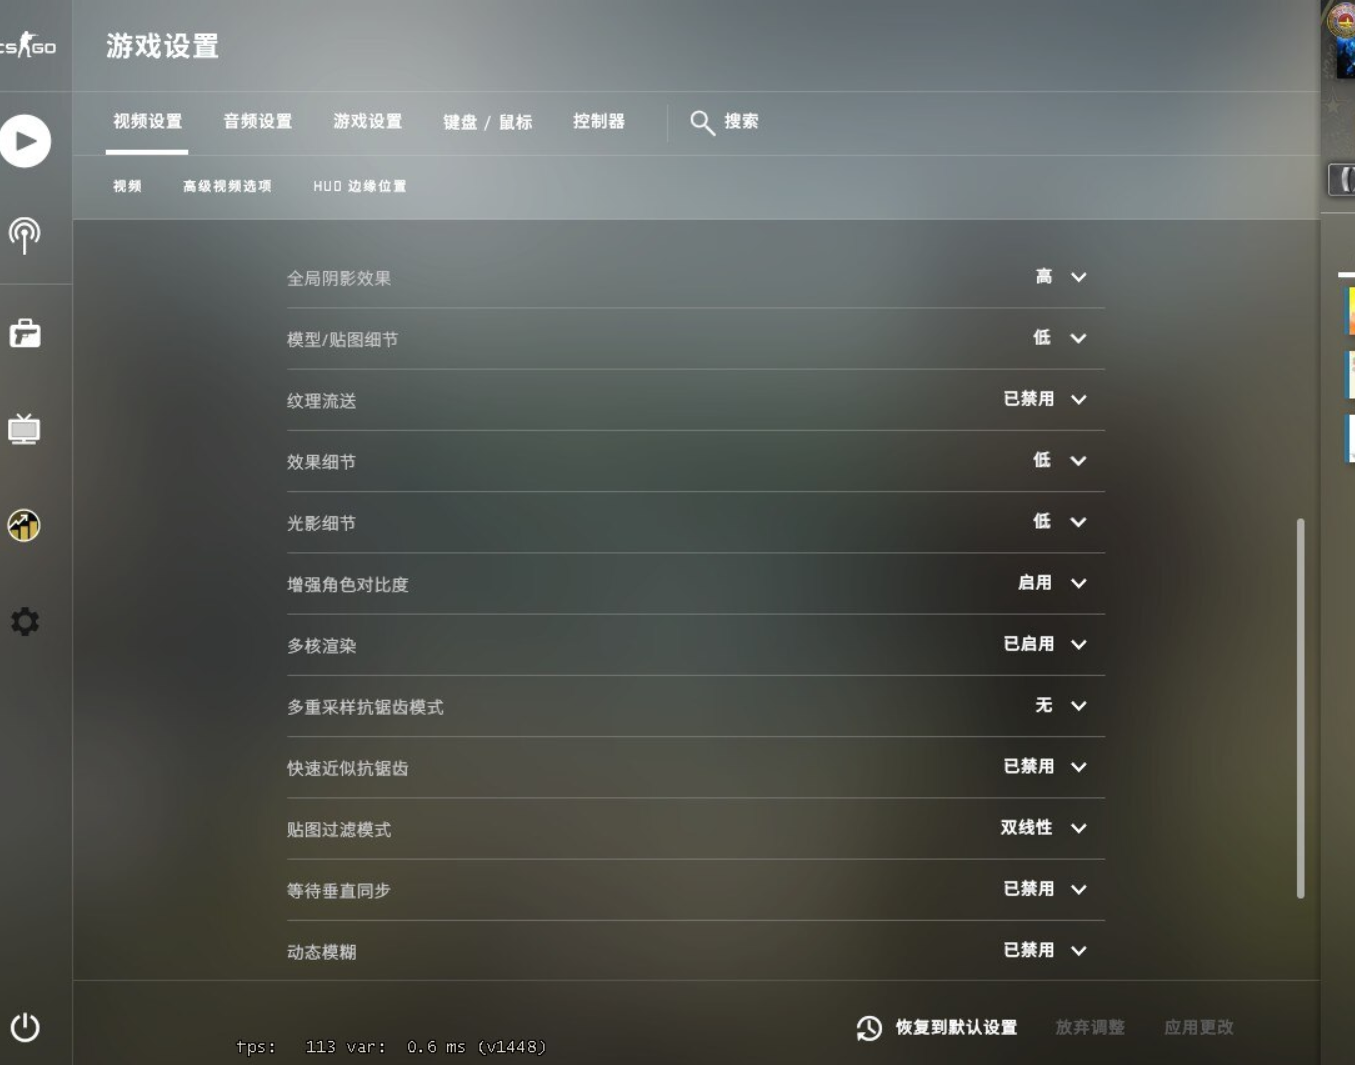 CS GO
游戏设置
视频设置 音频设置 游戏设置 键盘 / 鼠标 控制器 搜索
视频 高级视频选项 HUD 边缘位置
全局阴影效果 高
模型/贴图细节 低
纹理流送 已禁用
效果细节 低
光影细节 低
增强角色对比度 启用
多核渲染 已启用
多重采样抗锯齿模式 无
快速近似抗锯齿 已禁用
贴图过滤模式 双线性
等待垂直同步 已禁用
动态模糊 已禁用
恢复到默认设置 放弃调整 应用更改
fps: 113 var: 0.6 ms (v1448)